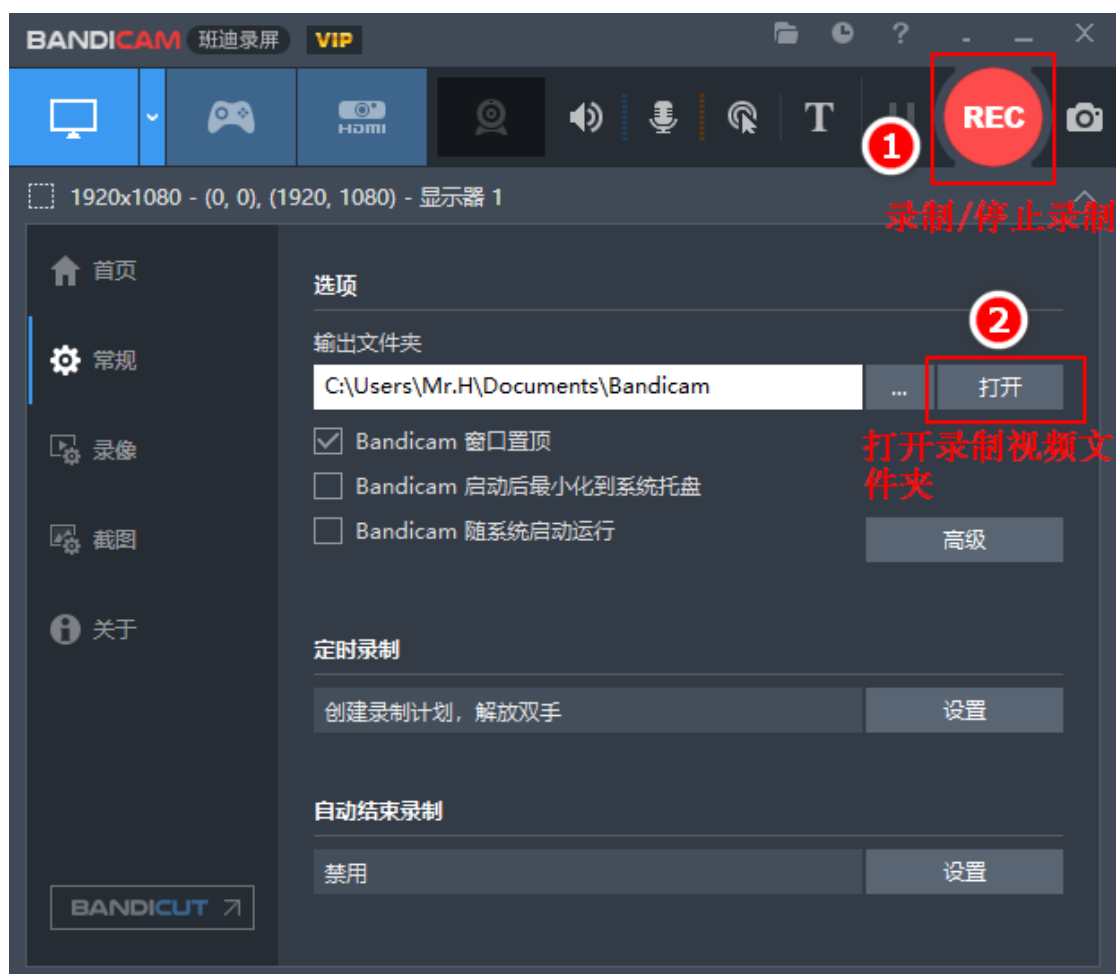 BANDICAM 班迪录屏 VIP
HDMI T REC
1
1920x1080 - (0, 0), (1920, 1080) - 显示器 1
录制/停止录制
首页
常规
录像
截图
关于
BANDICUT
选项
2
输出文件夹
C:\Users\Mr.H\Documents\Bandicam ... 打开
打开录制视频文
件夹
Bandicam 窗口置顶
Bandicam 启动后最小化到系统托盘
Bandicam 随系统启动运行
高级
定时录制
创建录制计划，解放双手 设置
自动结束录制
禁用 设置